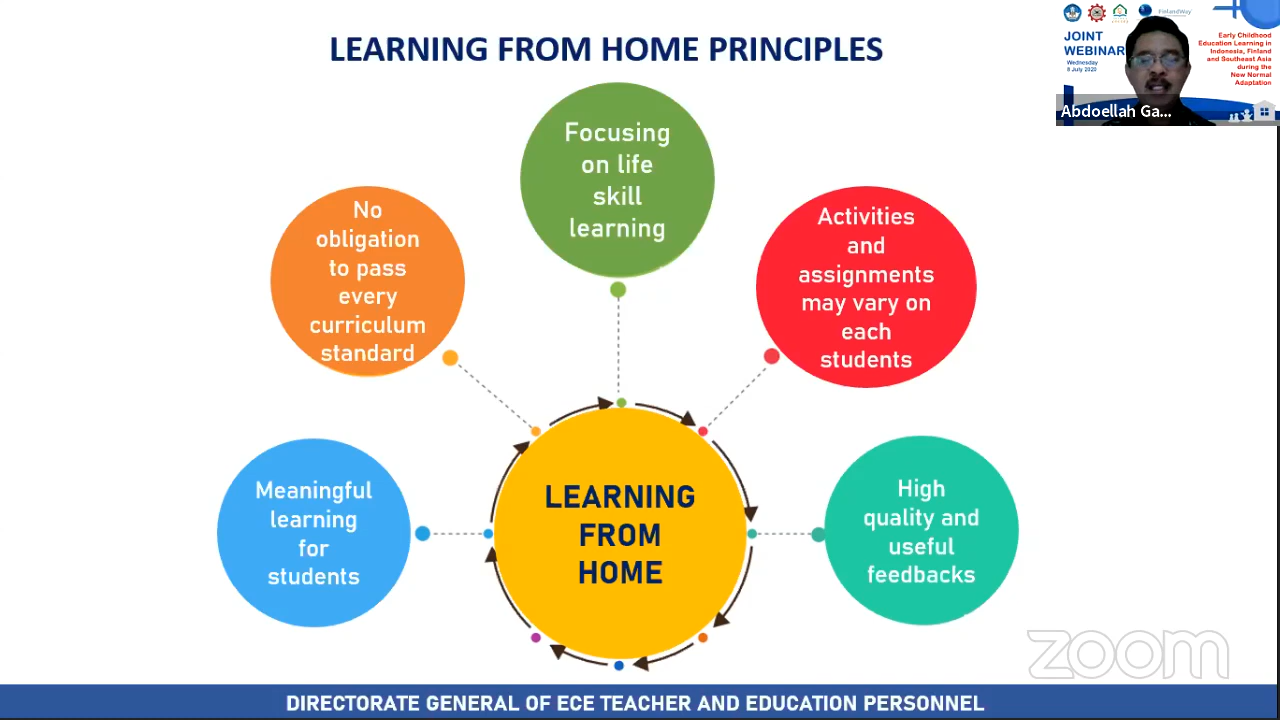 LEARNING FROM HOME PRINCIPLES
JOINT
WEBINAR
Wednesday
8 July 2020
FinlandWay
Early Childhood
Education Learning in
Indonesia, Finland
and Southeast Asia
during the
New Normal
Adaptation
Abdoellah Ga...
Focusing
on life
skill
learning
No
obligation
to pass
every
curriculum
standard
Activities
and
assignments
may vary on
each
students
Meaningful
learning
for
students
LEARNING
FROM
HOME
High
quality and
useful
feedbacks
zoom
DIRECTORATE GENERAL OF ECE TEACHER AND EDUCATION PERSONNEL